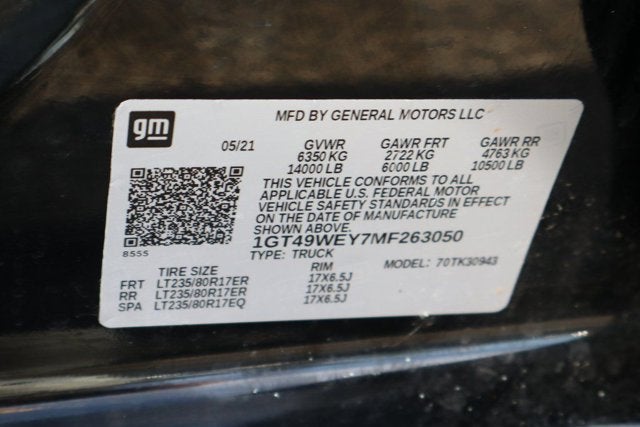 gm
MFD BY GENERAL MOTORS LLC
05/21 GVWR GAWR FRT GAWR RR
6350 KG 2722 KG 4763 KG
14000 LB 6000 LB 10500 LB
THIS VEHICLE CONFORMS TO ALL
APPLICABLE U.S. FEDERAL MOTOR
VEHICLE SAFETY STANDARDS IN EFFECT
ON THE DATE OF MANUFACTURE
SHOWN ABOVE.
8555
1GT49WEY7MF263050
TYPE: TRUCK MODEL: 70TK30943
TIRE SIZE RIM
FRT LT235/80R17ER 17X6.5J
RR LT235/80R17ER 17X6.5J
SPA LT235/80R17EQ 17X6.5J